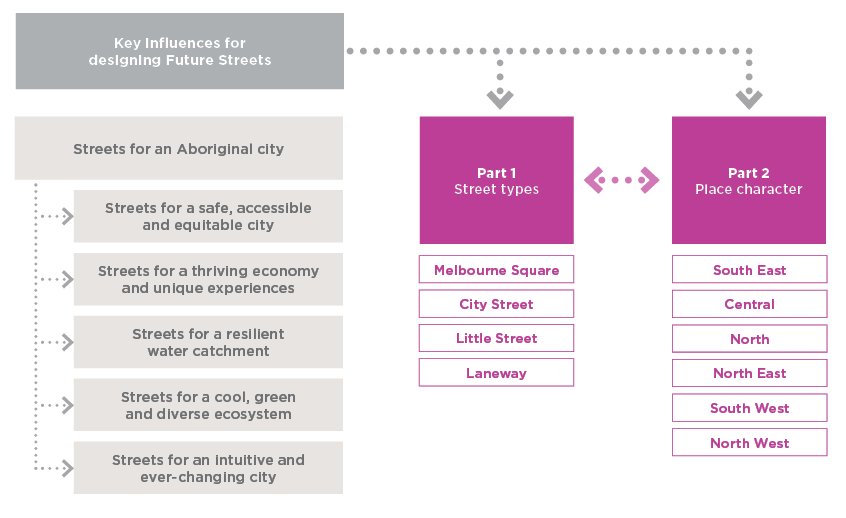 Key Influences for
designing Future Streets
Streets for an Aboriginal city
Streets for a safe, accessible
and equitable city
Streets for a thriving economy
and unique experiences
Streets for a resilient
water catchment
Streets for a cool, green
and diverse ecosystem
Streets for an intuitive and
ever-changing city
Part 1
Street types
Melbourne Square
City Street
Little Street
Laneway
Part 2
Place character
South East
Central
North
North East
South West
North West